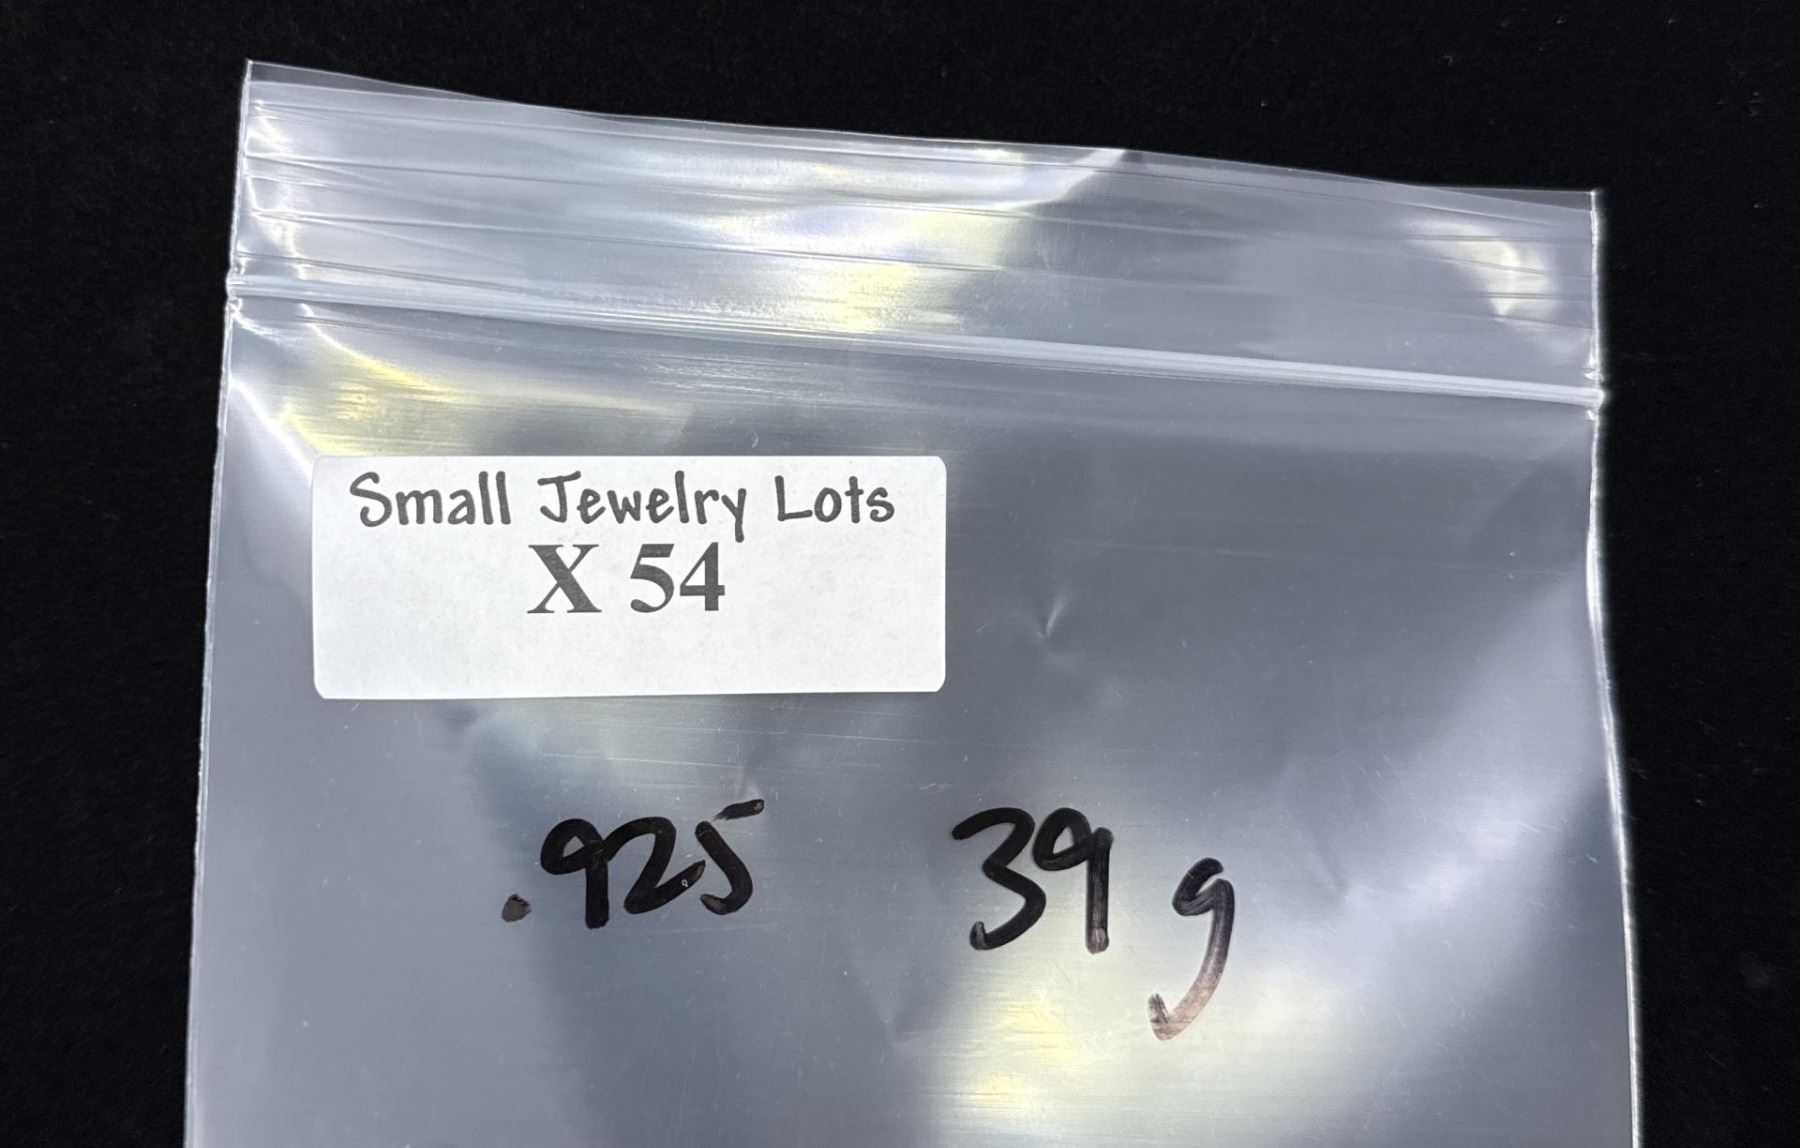 Small Jewelry Lots
X 54
.925 39 g